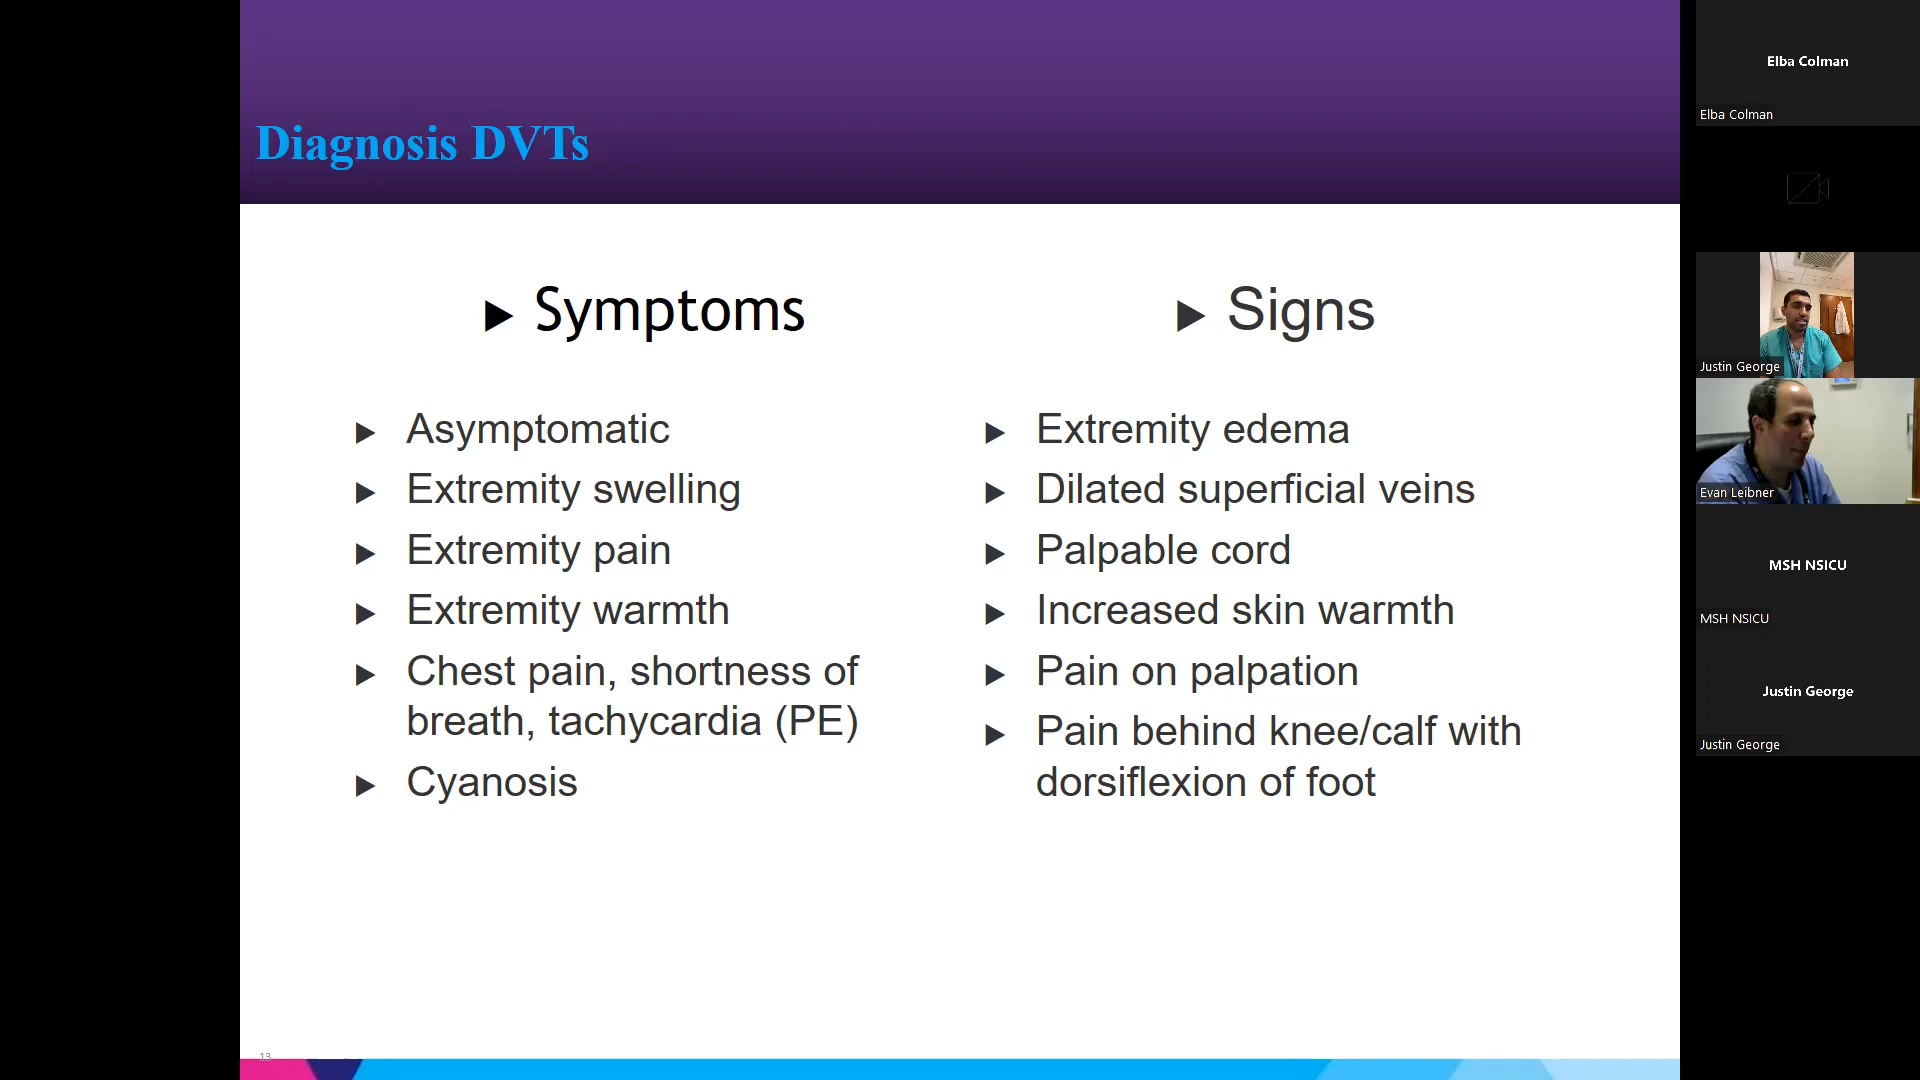 Diagnosis DVTs
Symptoms
Asymptomatic
Extremity swelling
Extremity pain
Extremity warmth
Chest pain, shortness of
breath, tachycardia (PE)
Cyanosis
Signs
Extremity edema
Dilated superficial veins
Palpable cord
Increased skin warmth
Pain on palpation
Pain behind knee/calf with
dorsiflexion of foot
13
Elba Colman
Elba Colman
Justin George
Evan Leibner
MSH NSICU
MSH NSICU
Justin George
Justin George